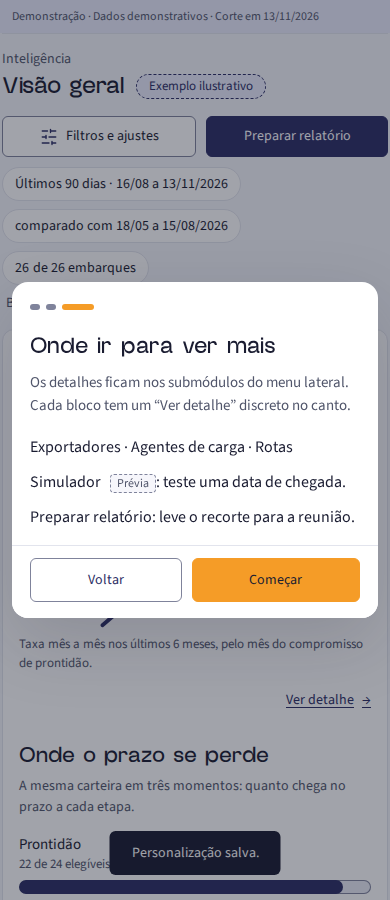 Demonstração · Dados demonstrativos · Corte em 13/11/2026
Inteligência
Visão geral
Exemplo ilustrativo
Filtros e ajustes
Preparar relatório
Últimos 90 dias · 16/08 a 13/11/2026
comparado com 18/05 a 15/08/2026
26 de 26 embarques
Onde ir para ver mais
Os detalhes ficam nos submódulos do menu lateral.
Cada bloco tem um “Ver detalhe” discreto no canto.
Exportadores · Agentes de carga · Rotas
Simulador Prévia: teste uma data de chegada.
Preparar relatório: leve o recorte para a reunião.
Voltar
Começar
Taxa mês a mês nos últimos 6 meses, pelo mês do compromisso
de prontidão.
Ver detalhe →
Onde o prazo se perde
A mesma carteira em três momentos: quanto chega no
prazo a cada etapa.
Prontidão
22 de 24 elegíveis
Personalização salva.